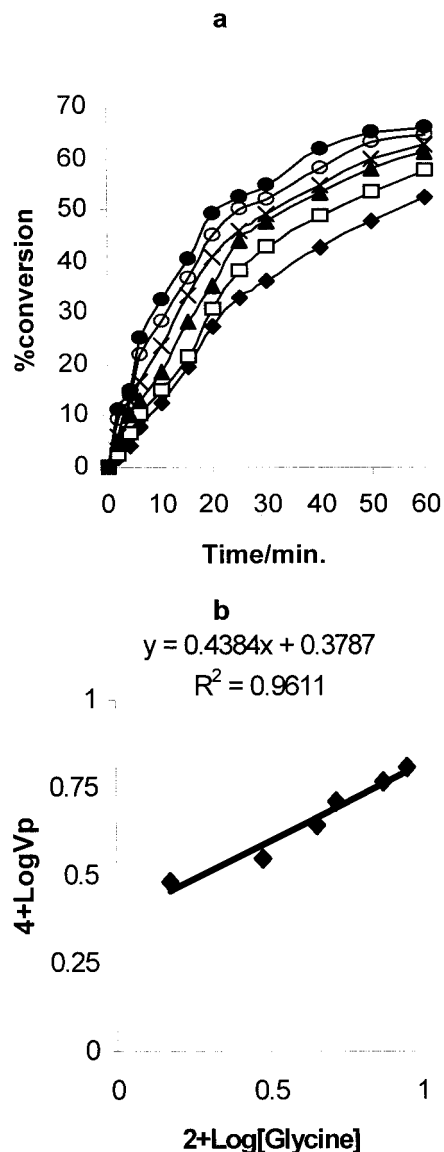 a
70
60
50
40
30
20
10
0
%conversion
0 10 20 30 40 50 60
Time/min.
b
y = 0.4384x + 0.3787
R² = 0.9611
1
0.75
0.5
0.25
0
4+LogVp
0 0.5 1
2+Log[Glycine]